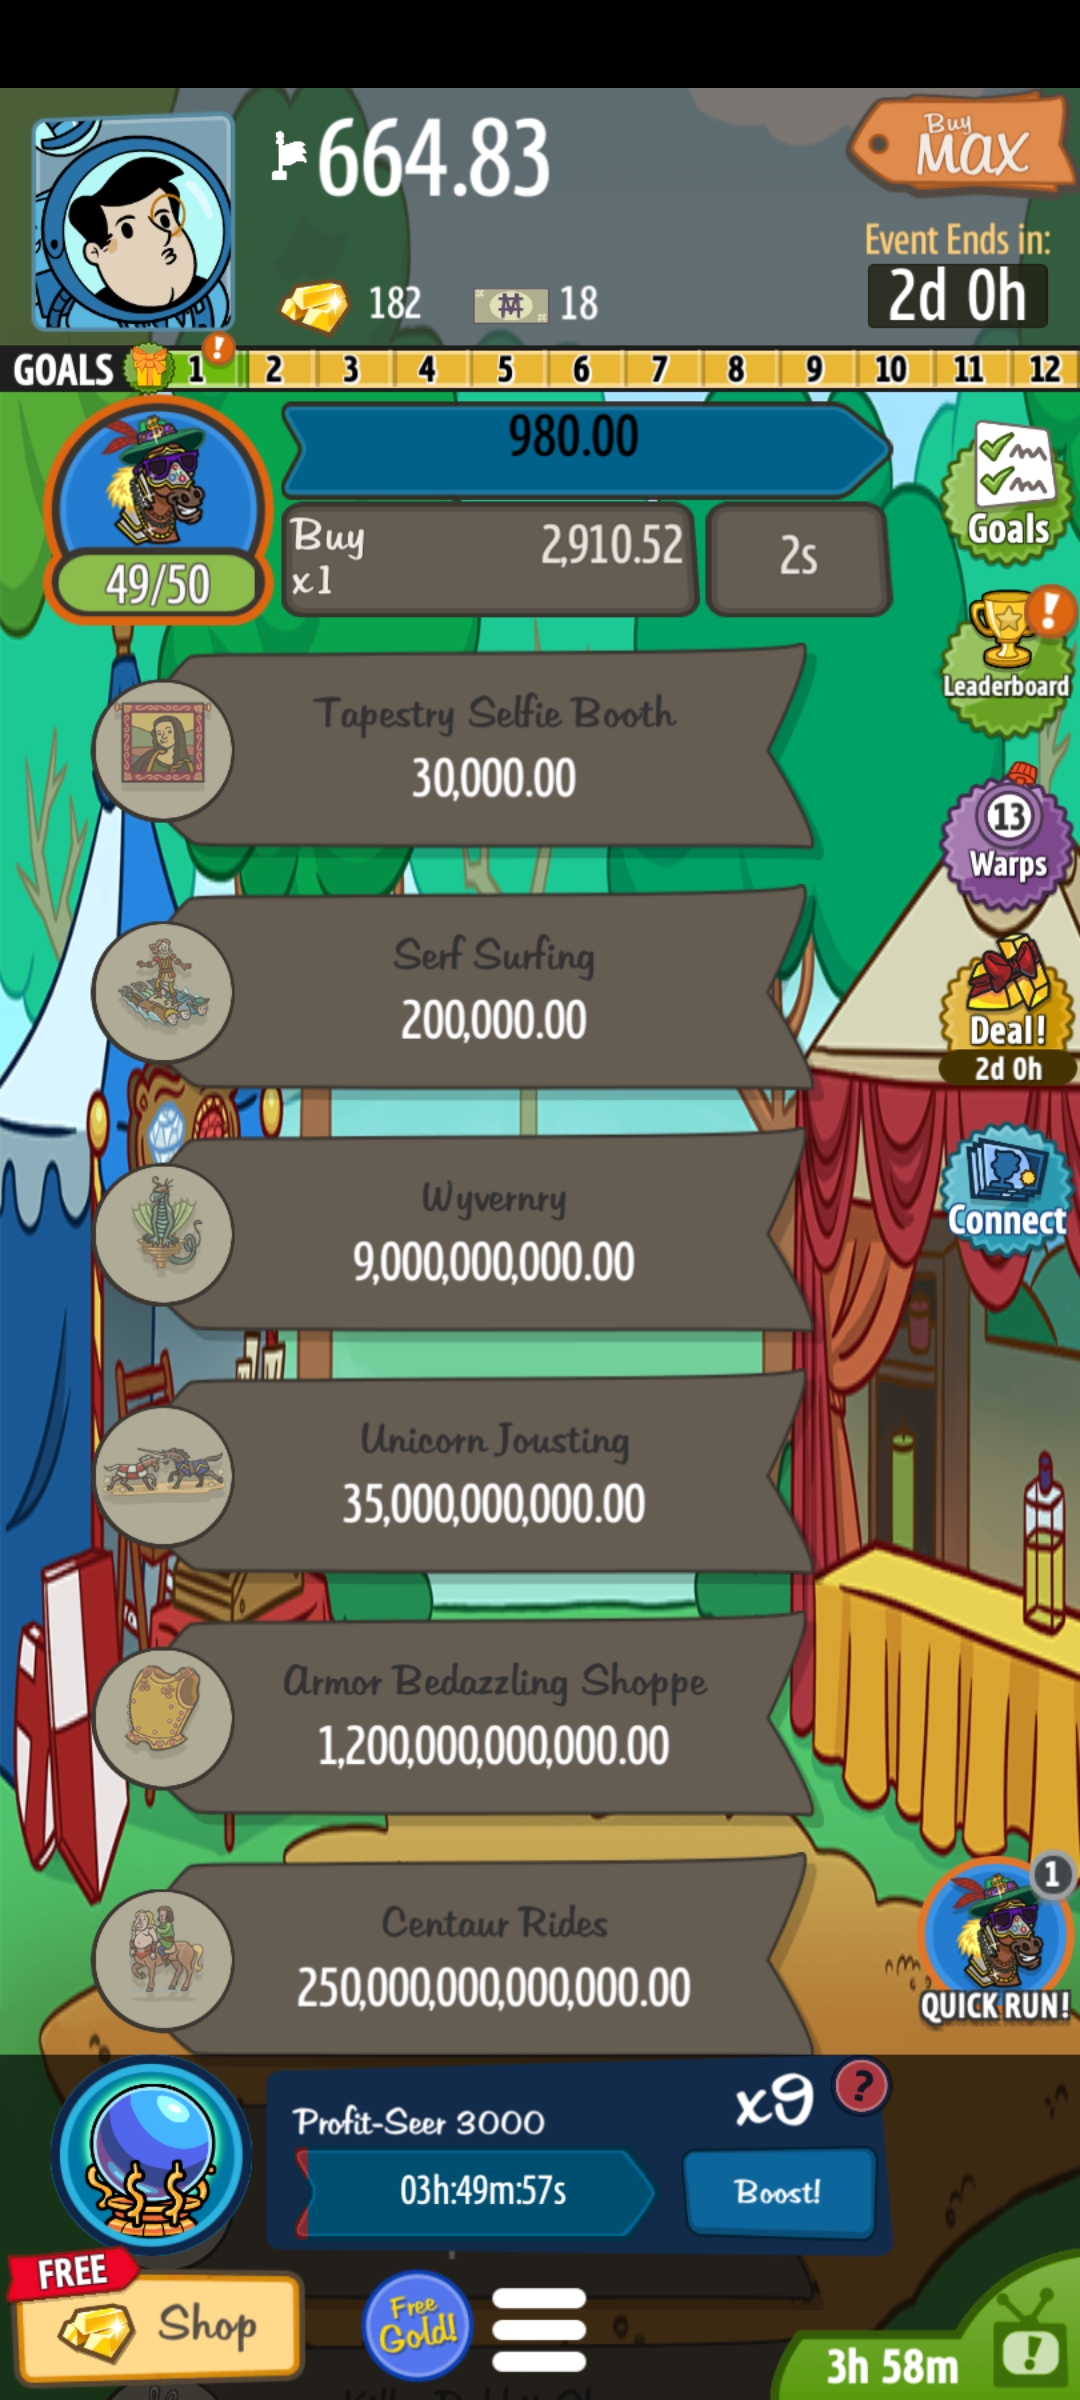 664.83
Buy
MAX
Event Ends in:
2d 0h
182
18
GOALS 1 ! 2 3 4 5 6 7 8 9 10 11 12
980.00
49/50
Buy
x1
2,910.52
2s
Goals
!
Leaderboard
Tapestry Selfie Booth
30,000.00
13
Warps
Serf Surfing
200,000.00
Deal!
2d 0h
Wyvernry
9,000,000,000.00
Connect
Unicorn Jousting
35,000,000,000.00
Armor Bedazzling Shoppe
1,200,000,000,000.00
Centaur Rides
250,000,000,000,000.00
1
QUICK RUN!
Profit-Seer 3000
x9
?
03h:49m:57s
Boost!
FREE
Shop
Free
Gold!
3h 58m
!